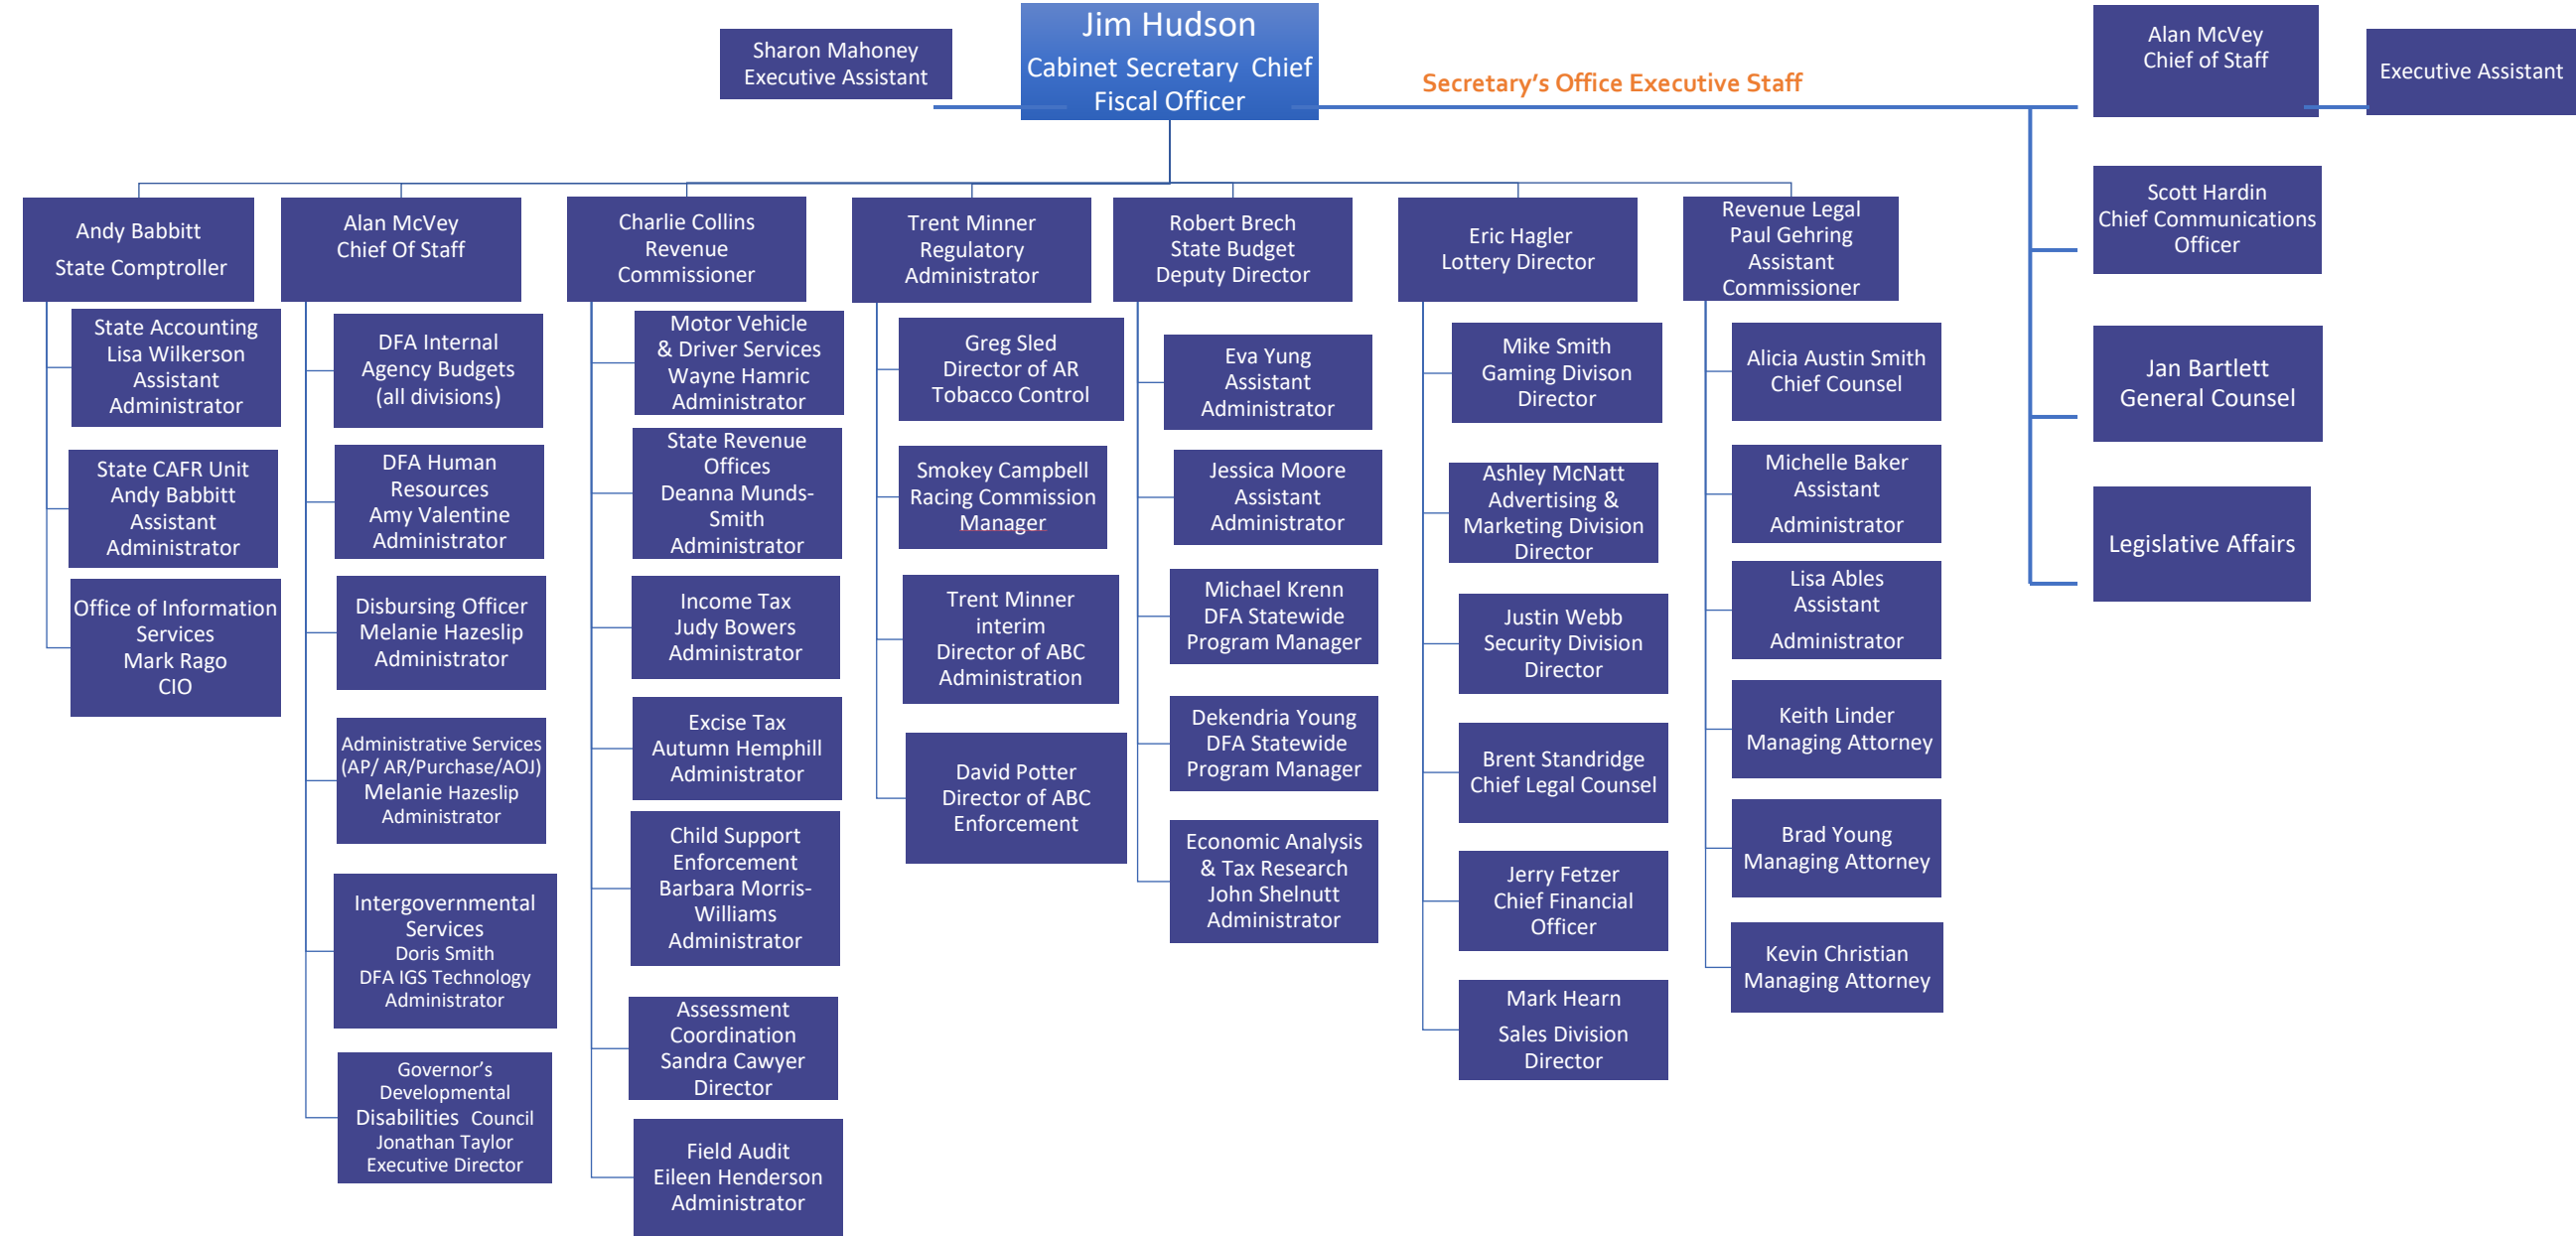 Jim Hudson
Cabinet Secretary Chief
Fiscal Officer
Sharon Mahoney
Executive Assistant
Secretary's Office Executive Staff
Alan McVey
Chief of Staff
Executive Assistant
Scott Hardin
Chief Communications
Officer
Jan Bartlett
General Counsel
Legislative Affairs
Andy Babbitt
State Comptroller
State Accounting
Lisa Wilkerson
Assistant
Administrator
State CAFR Unit
Andy Babbitt
Assistant
Administrator
Office of Information
Services
Mark Rago
CIO
Alan McVey
Chief Of Staff
DFA Internal
Agency Budgets
(all divisions)
DFA Human
Resources
Amy Valentine
Administrator
Disbursing Officer
Melanie Hazeslip
Administrator
Administrative Services
(AP/ AR/Purchase/AOJ)
Melanie Hazeslip
Administrator
Intergovernmental
Services
Doris Smith
DFA IGS Technology
Administrator
Governor's
Developmental
Disabilities Council
Jonathan Taylor
Executive Director
Charlie Collins
Revenue
Commissioner
Motor Vehicle
& Driver Services
Wayne Hamric
Administrator
State Revenue
Offices
Deanna Munds-
Smith
Administrator
Income Tax
Judy Bowers
Administrator
Excise Tax
Autumn Hemphill
Administrator
Child Support
Enforcement
Barbara Morris-
Williams
Administrator
Assessment
Coordination
Sandra Cawyer
Director
Field Audit
Eileen Henderson
Administrator
Trent Minner
Regulatory
Administrator
Greg Sled
Director of AR
Tobacco Control
Smokey Campbell
Racing Commission
Manager
Trent Minner
interim
Director of ABC
Administration
David Potter
Director of ABC
Enforcement
Robert Brech
State Budget
Deputy Director
Eva Yung
Assistant
Administrator
Jessica Moore
Assistant
Administrator
Michael Krenn
DFA Statewide
Program Manager
Dekendria Young
DFA Statewide
Program Manager
Economic Analysis
& Tax Research
John Shelnutt
Administrator
Eric Hagler
Lottery Director
Mike Smith
Gaming Divison
Director
Ashley McNatt
Advertising &
Marketing Division
Director
Justin Webb
Security Division
Director
Brent Standridge
Chief Legal Counsel
Jerry Fetzer
Chief Financial
Officer
Mark Hearn
Sales Division
Director
Revenue Legal
Paul Gehring
Assistant
Commissioner
Alicia Austin Smith
Chief Counsel
Michelle Baker
Assistant
Administrator
Lisa Ables
Assistant
Administrator
Keith Linder
Managing Attorney
Brad Young
Managing Attorney
Kevin Christian
Managing Attorney